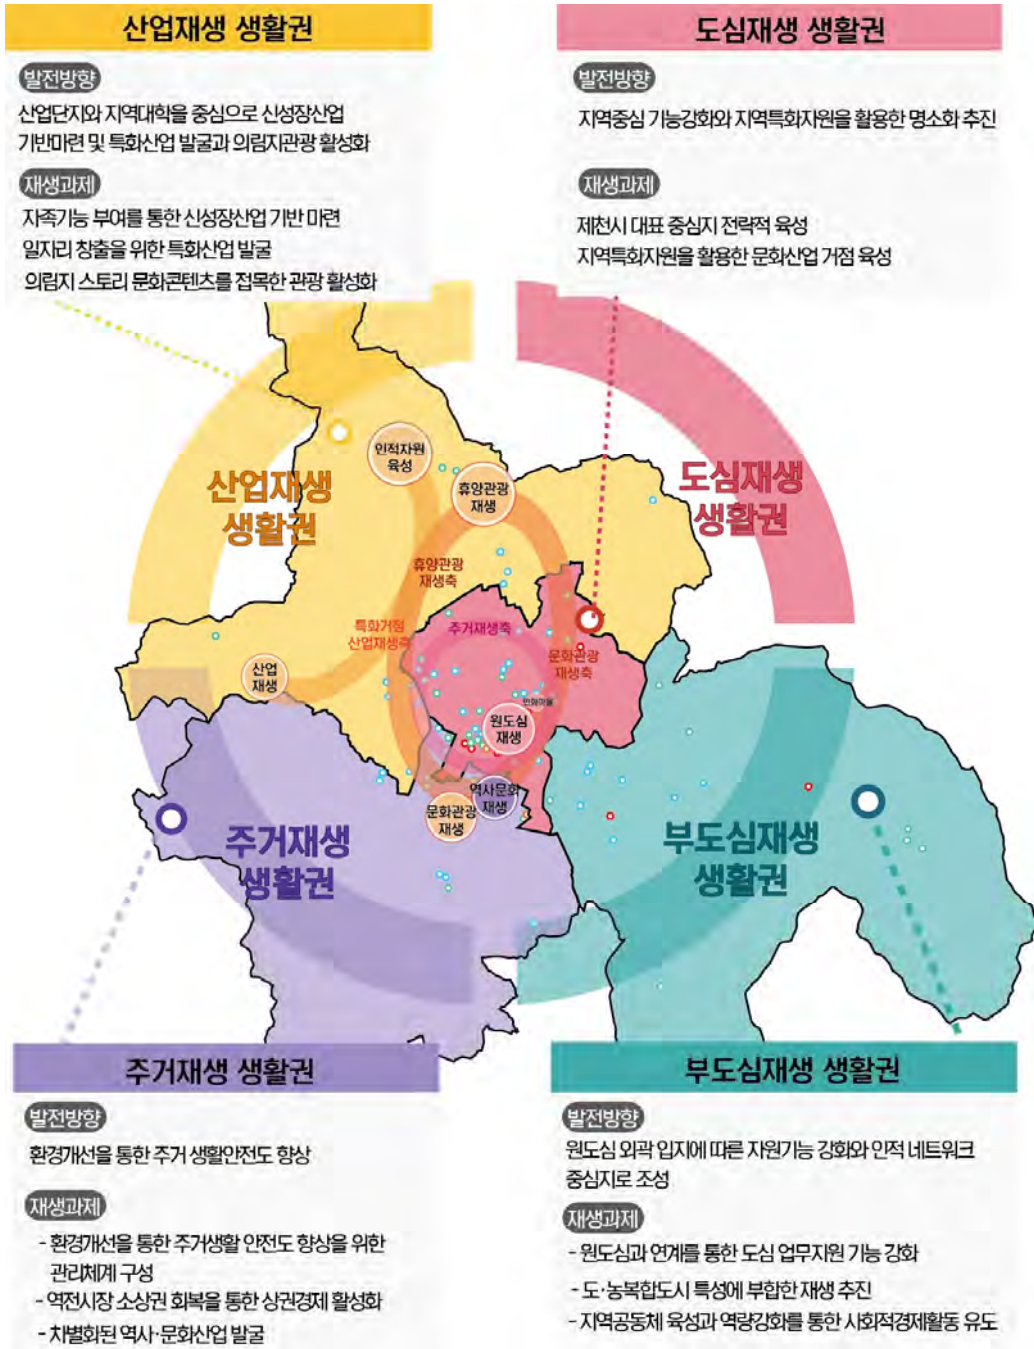 산업재생 생활권
발전방향
산업단지와 지역대학을 중심으로 신성장산업
기반마련 및 특화산업 발굴과 의림지관광 활성화
재생과제
자족기능 부여를 통한 신성장산업 기반 마련
일자리 창출을 위한 특화산업 발굴
의림지 스토리 문화콘텐츠를 접목한 관광 활성화
도심재생 생활권
발전방향
지역중심 기능강화와 지역특화자원을 활용한 명소화 추진
재생과제
제천시 대표 중심지 전략적 육성
지역특화자원을 활용한 문화산업 거점 육성
인적자원
육성
휴양관광
재생
산업재생
생활권
도심재생
생활권
휴양관광
재생축
특화거점
산업재생축
주거재생축
문화관광
재생축
산업
재생
민화마을
원도심
재생
역사문화
재생
문화관광
재생
주거재생
생활권
부도심재생
생활권
주거재생 생활권
발전방향
환경개선을 통한 주거 생활안전도 향상
재생과제
- 환경개선을 통한 주거생활 안전도 향상을 위한
관리체계 구성
- 역전시장 소상권 회복을 통한 상권경제 활성화
- 차별화된 역사·문화산업 발굴
부도심재생 생활권
발전방향
원도심 외곽 입지에 따른 자원기능 강화와 인적 네트워크
중심지로 조성
재생과제
- 원도심과 연계를 통한 도심 업무지원 기능 강화
- 도·농복합도시 특성에 부합한 재생 추진
- 지역공동체 육성과 역량강화를 통한 사회적경제활동 유도